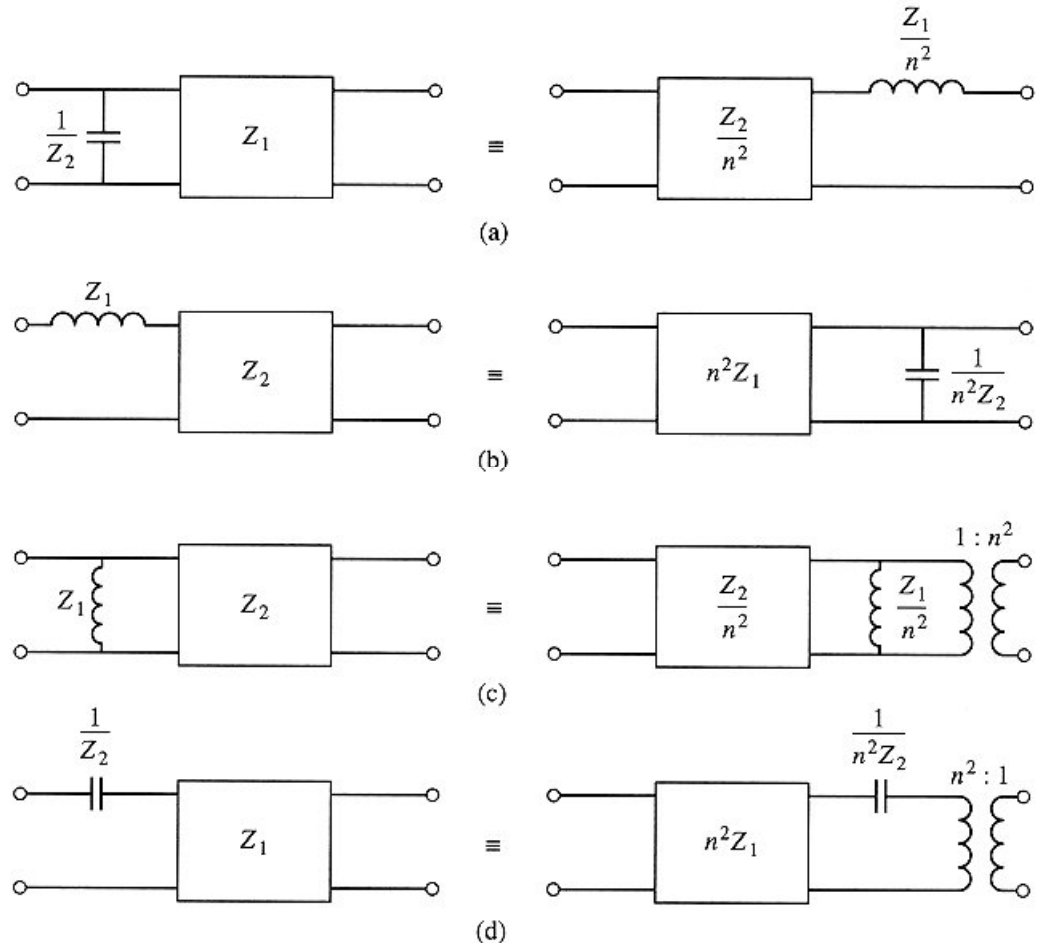 1/Z₂
Z₁
≡
Z₂/n²
Z₁/n²
(a)
Z₁
Z₂
≡
n²Z₁
1/n²Z₂
(b)
Z₁
Z₂
≡
Z₂/n²
Z₁/n²
1 : n²
(c)
1/Z₂
Z₁
≡
n²Z₁
1/n²Z₂
n² : 1
(d)